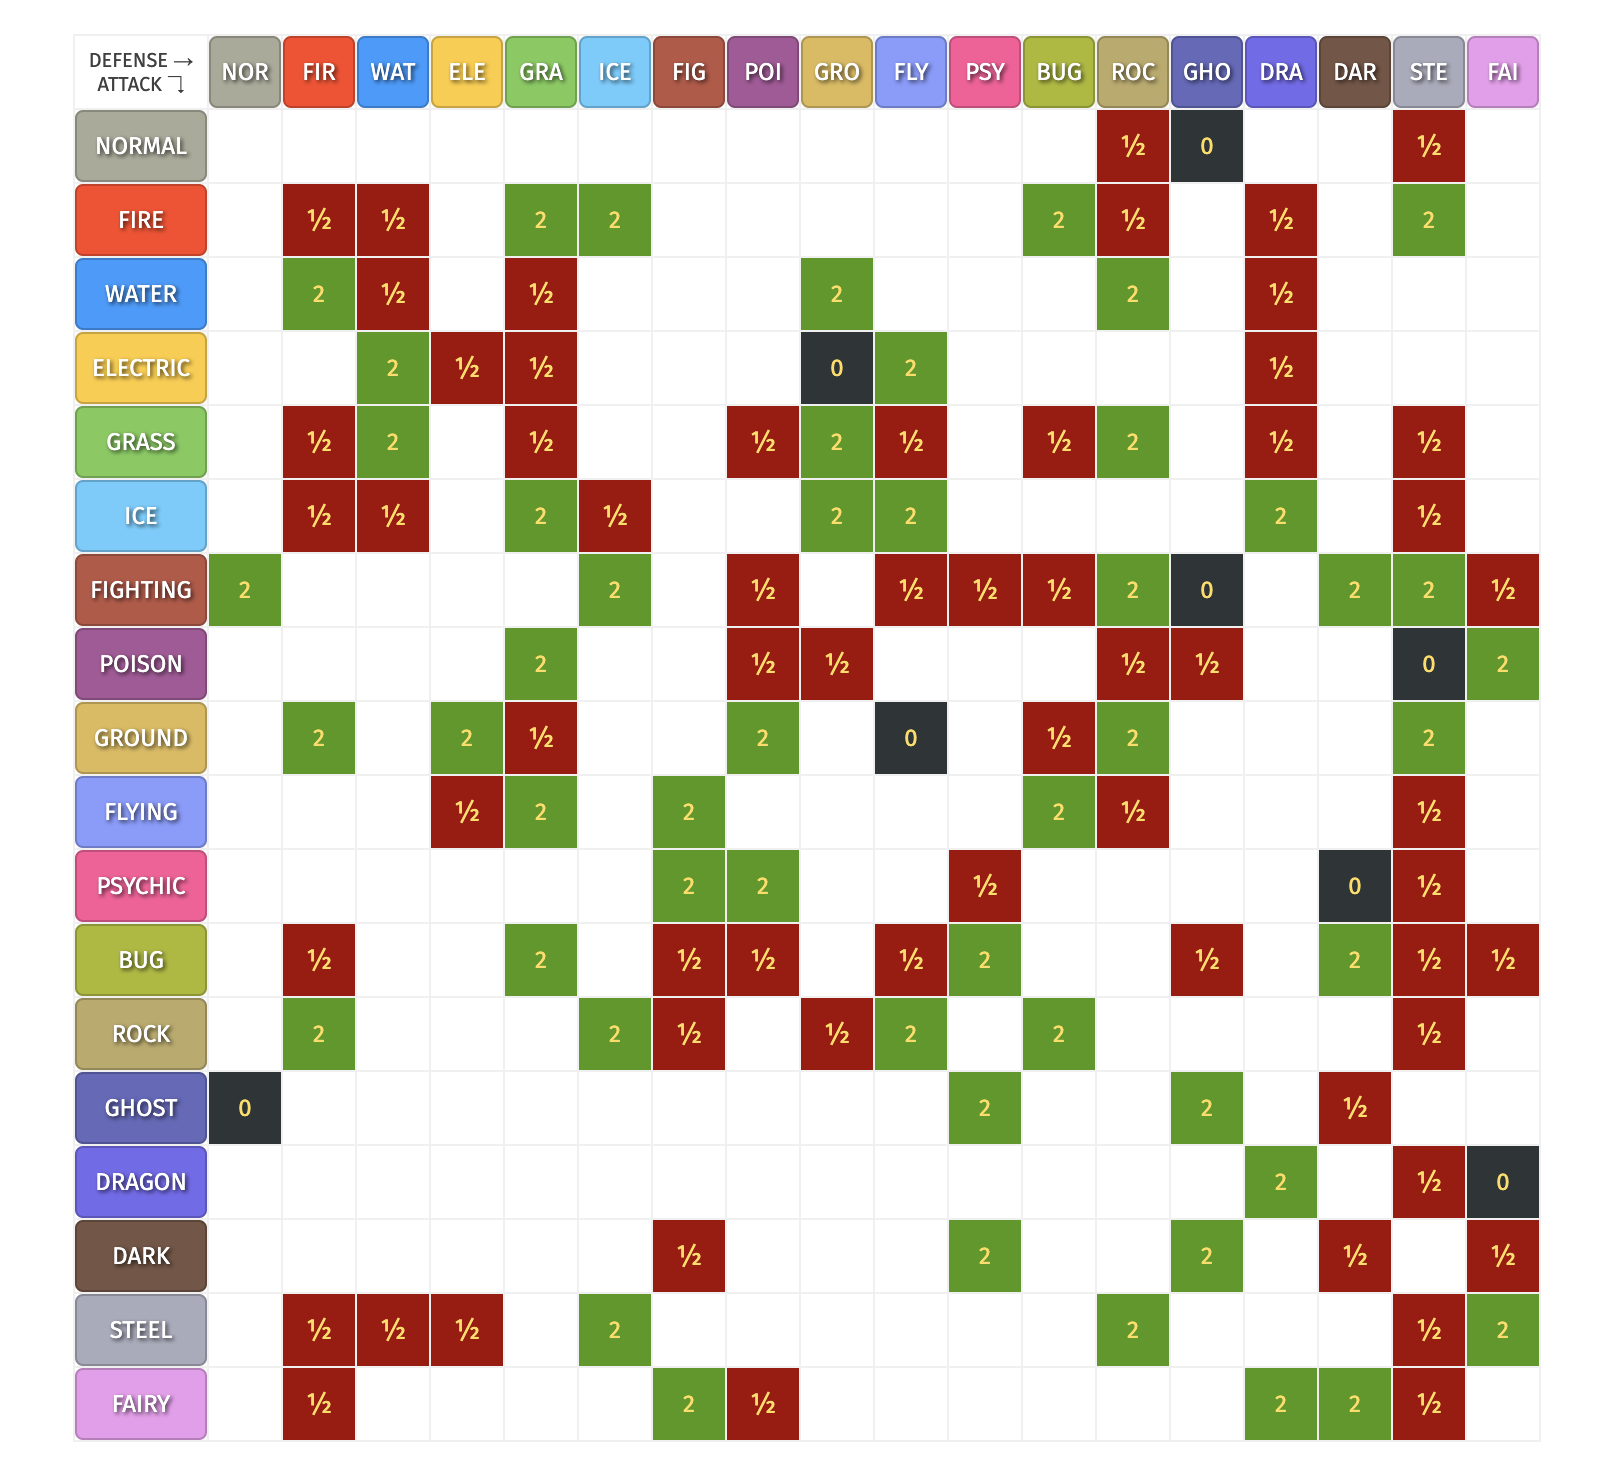 DEFENSE → NOR FIR WAT ELE GRA ICE FIG POI GRO FLY PSY BUG ROC GHO DRA DAR STE FAI
ATTACK ↴
NORMAL ½ 0 ½
FIRE ½ ½ 2 2 2 ½ ½ 2
WATER 2 ½ ½ 2 2 ½
ELECTRIC 2 ½ ½ 0 2 ½
GRASS ½ 2 ½ ½ 2 ½ ½ 2 ½ ½
ICE ½ ½ 2 ½ 2 2 2 ½
FIGHTING 2 2 ½ ½ ½ ½ 2 0 2 2 ½
POISON 2 ½ ½ ½ ½ 0 2
GROUND 2 2 ½ 2 0 ½ 2 2
FLYING ½ 2 2 2 ½ ½
PSYCHIC 2 2 ½ 0 ½
BUG ½ 2 ½ ½ ½ 2 ½ 2 ½ ½
ROCK 2 2 ½ ½ 2 2 ½
GHOST 0 2 2 ½
DRAGON 2 ½ 0
DARK ½ 2 2 ½ ½
STEEL ½ ½ ½ 2 2 ½ 2
FAIRY ½ 2 ½ 2 2 ½